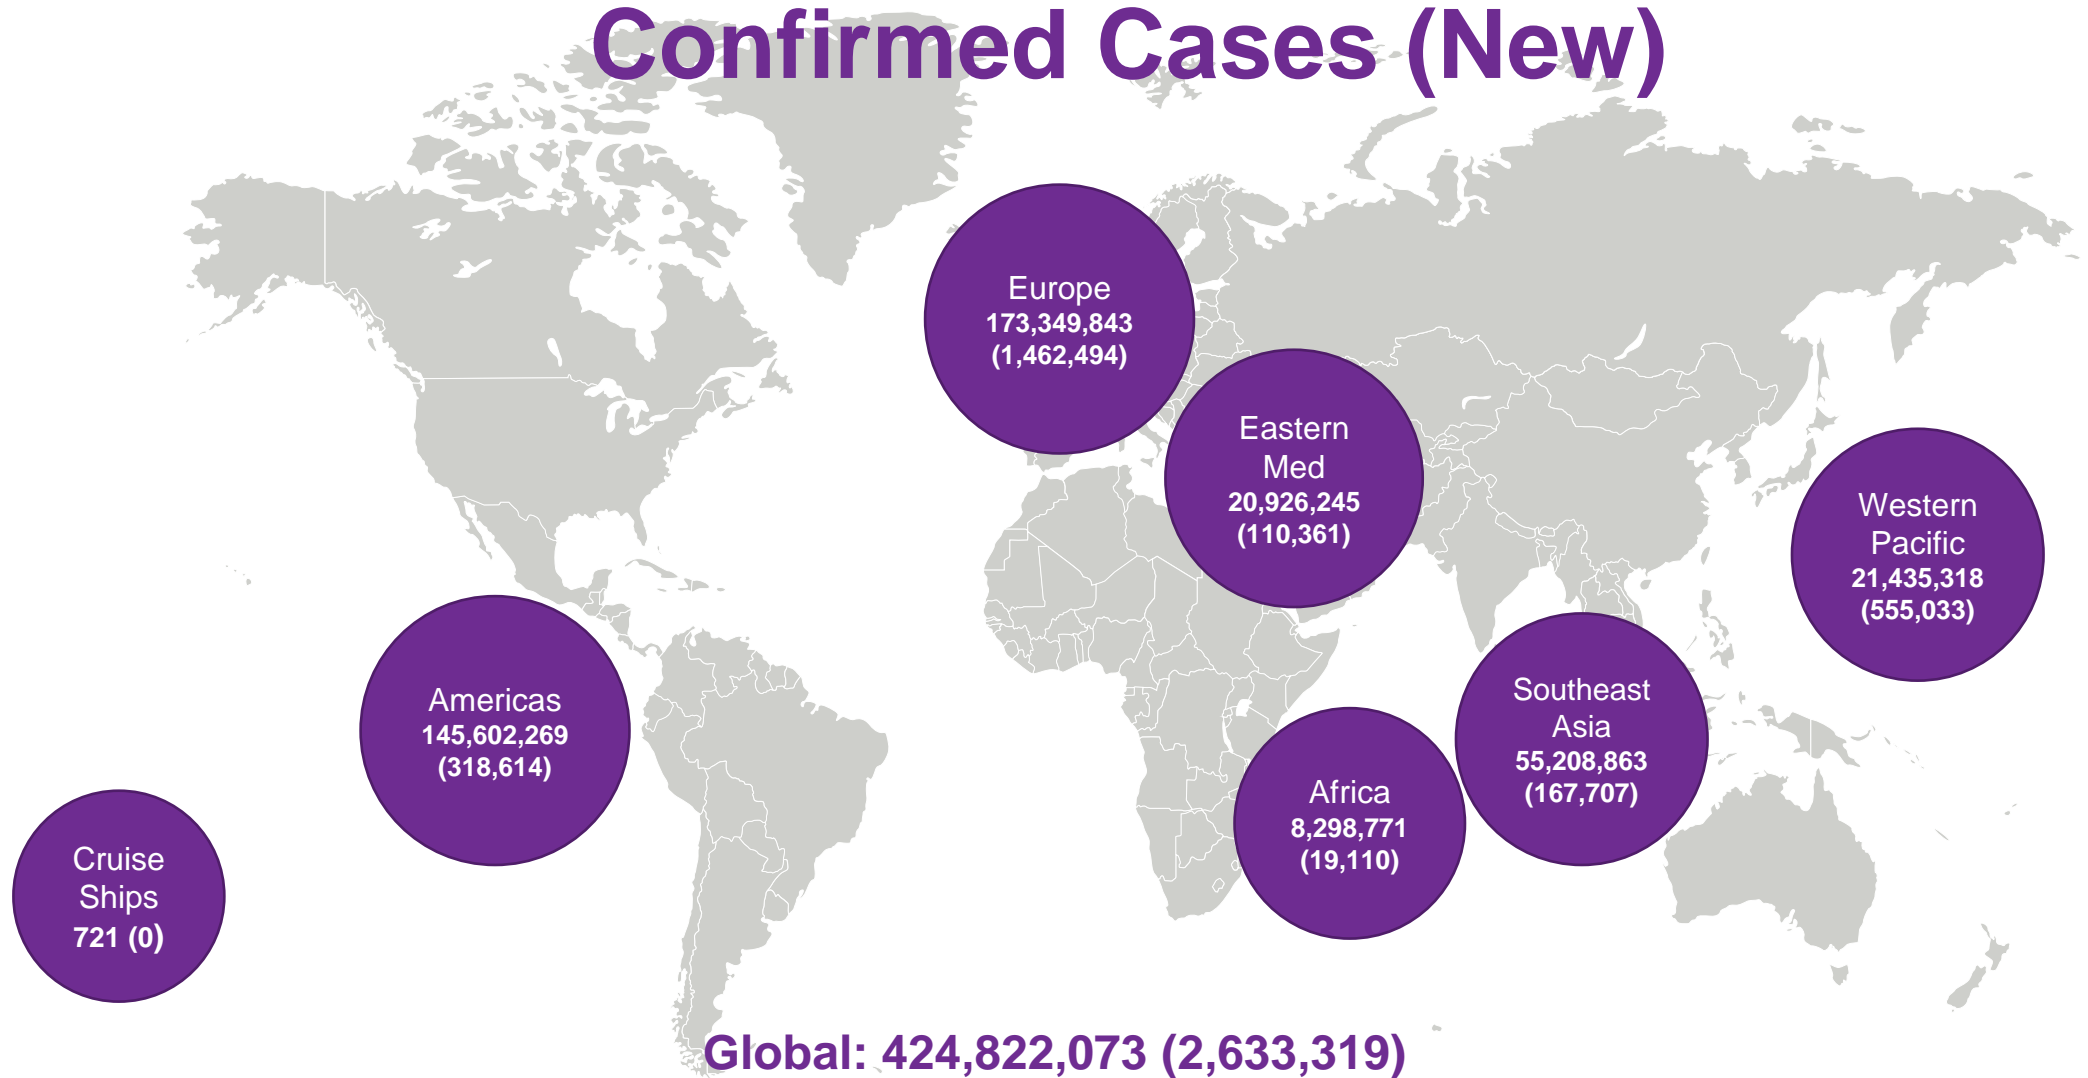 Confirmed Cases (New)
Europe
173,349,843
(1,462,494)
Eastern
Med
20,926,245
(110,361)
Western
Pacific
21,435,318
(555,033)
Americas
145,602,269
(318,614)
Southeast
Asia
55,208,863
(167,707)
Africa
8,298,771
(19,110)
Cruise
Ships
721 (0)
Global: 424,822,073 (2,633,319)